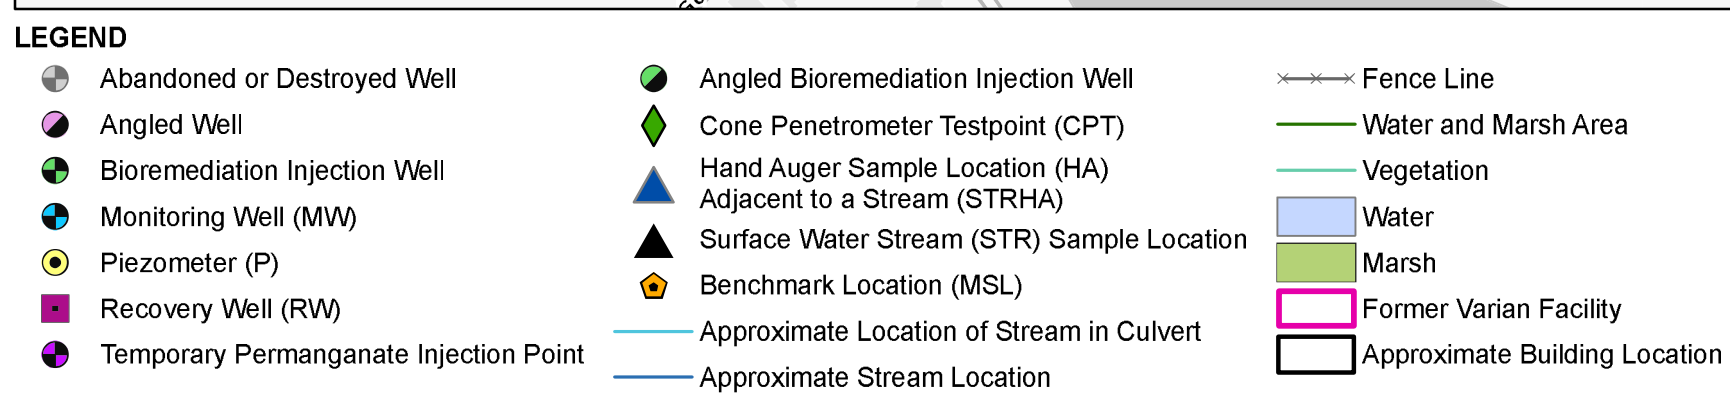 LEGEND
Abandoned or Destroyed Well
Angled Well
Bioremediation Injection Well
Monitoring Well (MW)
Piezometer (P)
Recovery Well (RW)
Temporary Permanganate Injection Point
Angled Bioremediation Injection Well
Cone Penetrometer Testpoint (CPT)
Hand Auger Sample Location (HA)
Adjacent to a Stream (STRHA)
Surface Water Stream (STR) Sample Location
Benchmark Location (MSL)
Approximate Location of Stream in Culvert
Approximate Stream Location
Fence Line
Water and Marsh Area
Vegetation
Water
Marsh
Former Varian Facility
Approximate Building Location